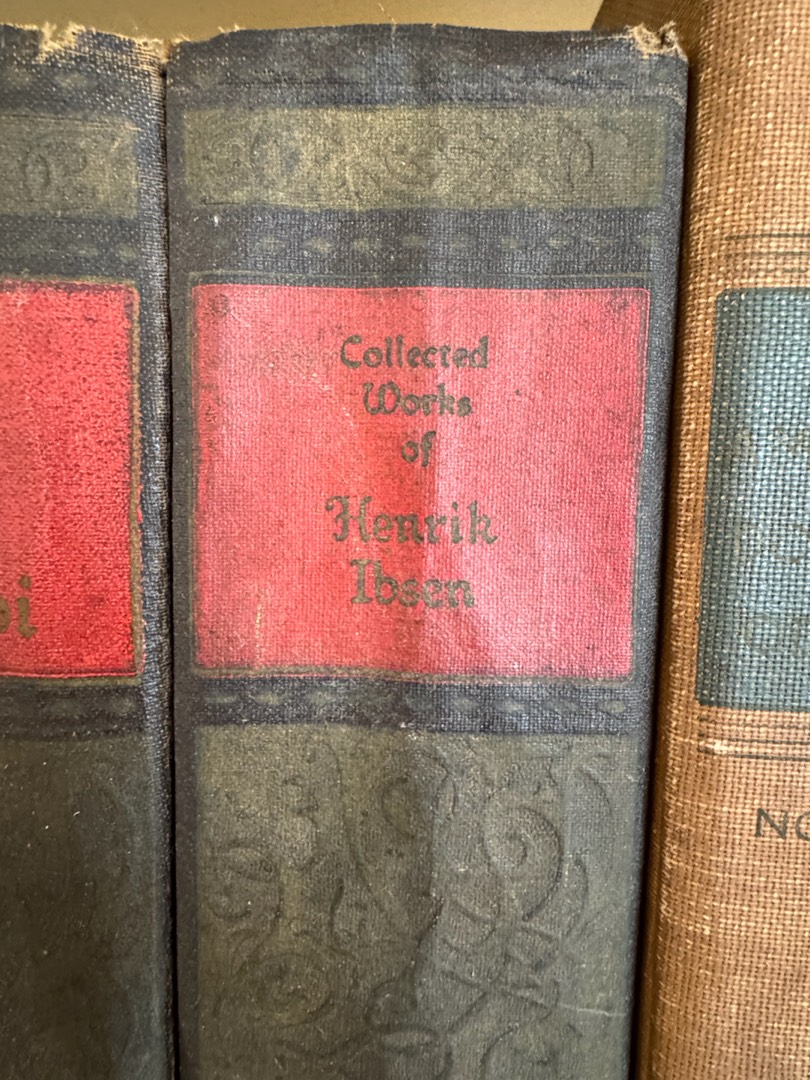 Collected
Works
of
Henrik
Ibsen